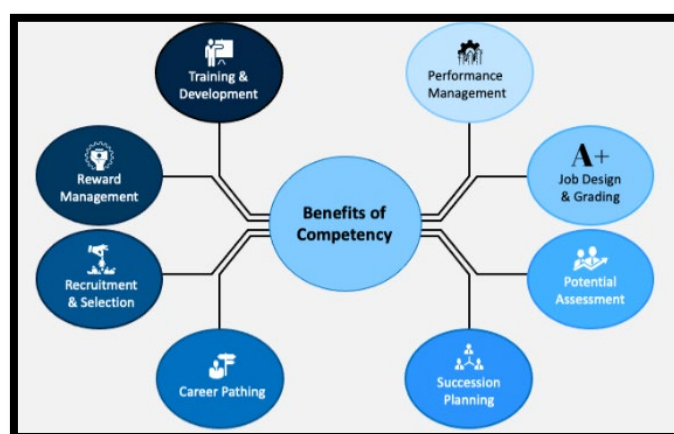 Training &
Development
Performance
Management
Reward
Management
Benefits of
Competency
A+
Job Design
& Grading
Recruitment
& Selection
Potential
Assessment
Career Pathing
Succession
Planning